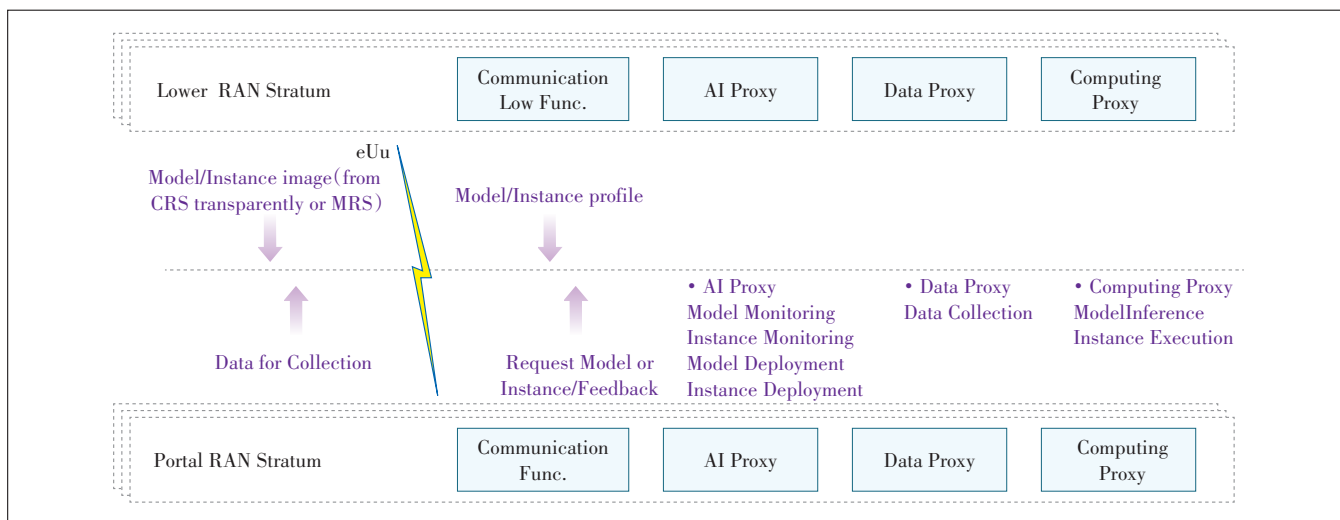 Lower RAN Stratum
Communication
Low Func.
AI Proxy
Data Proxy
Computing
Proxy
eUu
Model/Instance image(from
CRS transparently or MRS)
Model/Instance profile
Data for Collection
Request Model or
Instance/Feedback
• AI Proxy
Model Monitoring
Instance Monitoring
Model Deployment
Instance Deployment
• Data Proxy
Data Collection
• Computing Proxy
ModelInference
Instance Execution
Portal RAN Stratum
Communication
Func.
AI Proxy
Data Proxy
Computing
Proxy